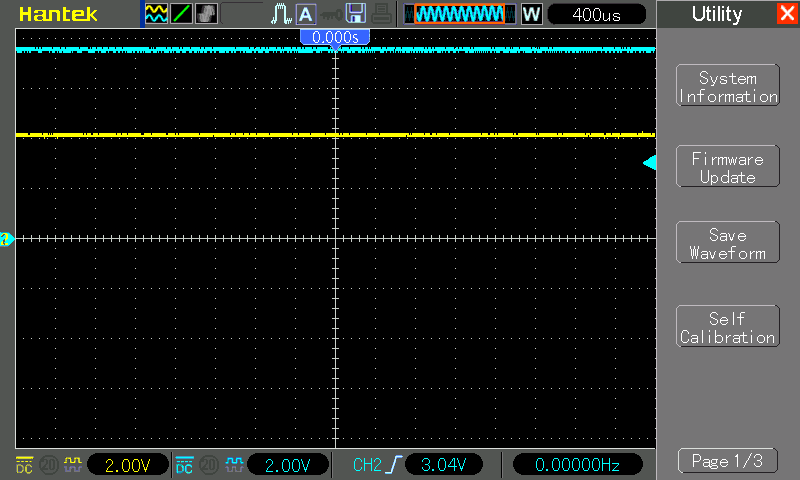 Hantek
A
W
400us
Utility
0.000s
System
Information
Firmware
Update
Save
Waveform
Self
Calibration
2
DC
20
2.00V
DC
20
2.00V
CH2
3.04V
0.00000Hz
Page 1/3